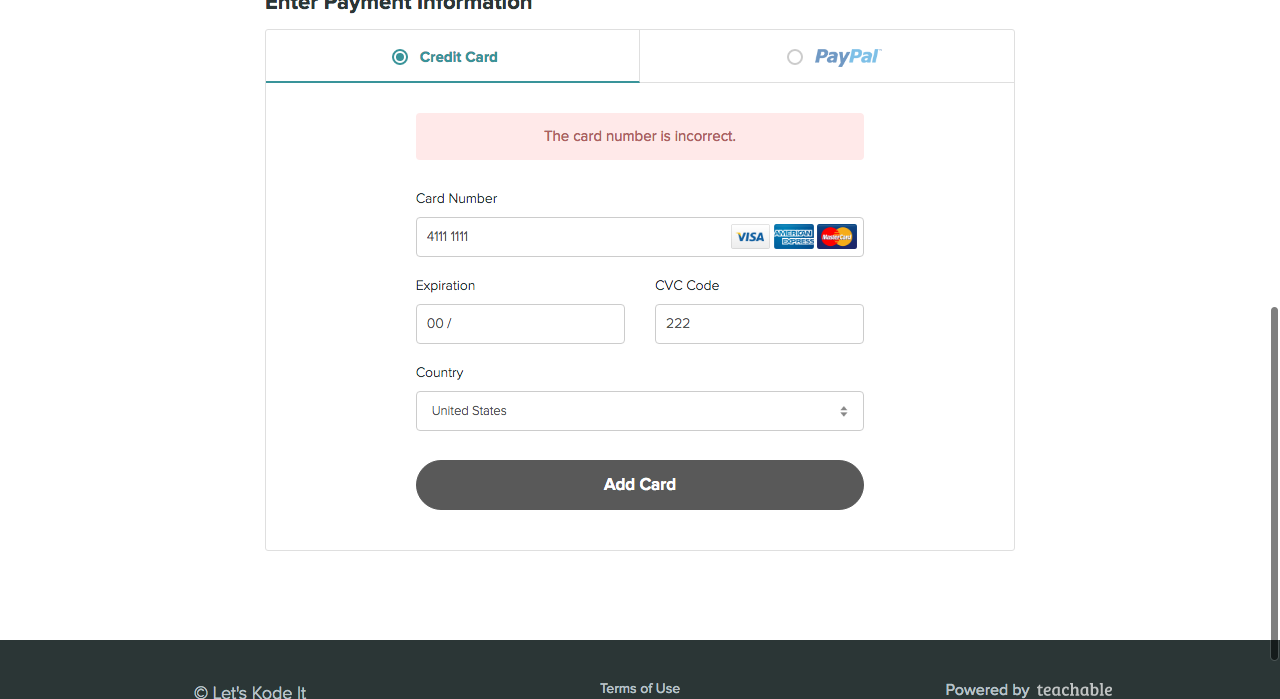 Enter Payment Information
Credit Card
PayPal
The card number is incorrect.
Card Number
4111 1111
VISA
AMERICAN EXPRESS
MasterCard
Expiration
CVC Code
00 /
222
Country
United States
Add Card
© Let's Kode It
Terms of Use
Powered by teachable